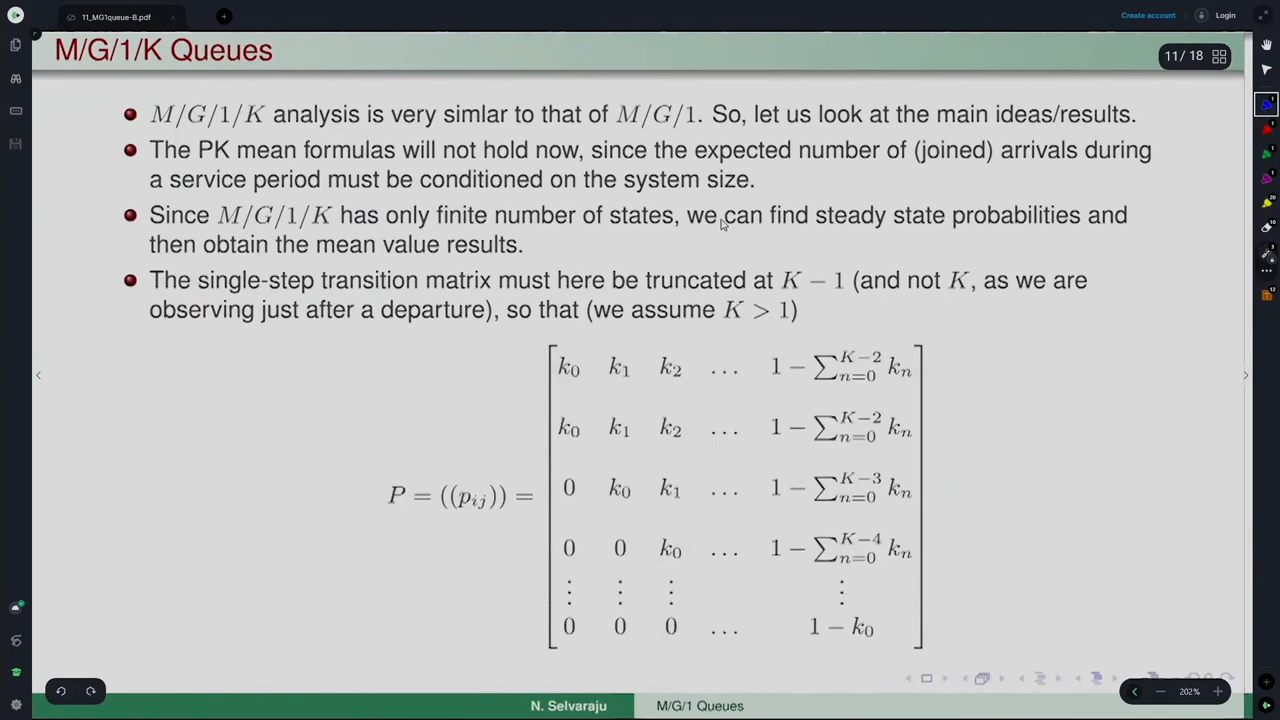 11_MG1queue-B.pdf
Create account
Login
M/G/1/K Queues
11 / 18
M/G/1/K analysis is very simlar to that of M/G/1. So, let us look at the main ideas/results.
The PK mean formulas will not hold now, since the expected number of (joined) arrivals during
a service period must be conditioned on the system size.
Since M/G/1/K has only finite number of states, we can find steady state probabilities and
then obtain the mean value results.
The single-step transition matrix must here be truncated at K − 1 (and not K, as we are
observing just after a departure), so that (we assume K > 1)
k₀ k₁ k₂ … 1 − ∑_{n=0}^{K−2} k_n
k₀ k₁ k₂ … 1 − ∑_{n=0}^{K−2} k_n
P = ((p_{ij})) = 0 k₀ k₁ … 1 − ∑_{n=0}^{K−3} k_n
0 0 k₀ … 1 − ∑_{n=0}^{K−4} k_n
⋮ ⋮ ⋮ ⋮
0 0 0 … 1 − k₀
202%
N. Selvaraju
M/G/1 Queues